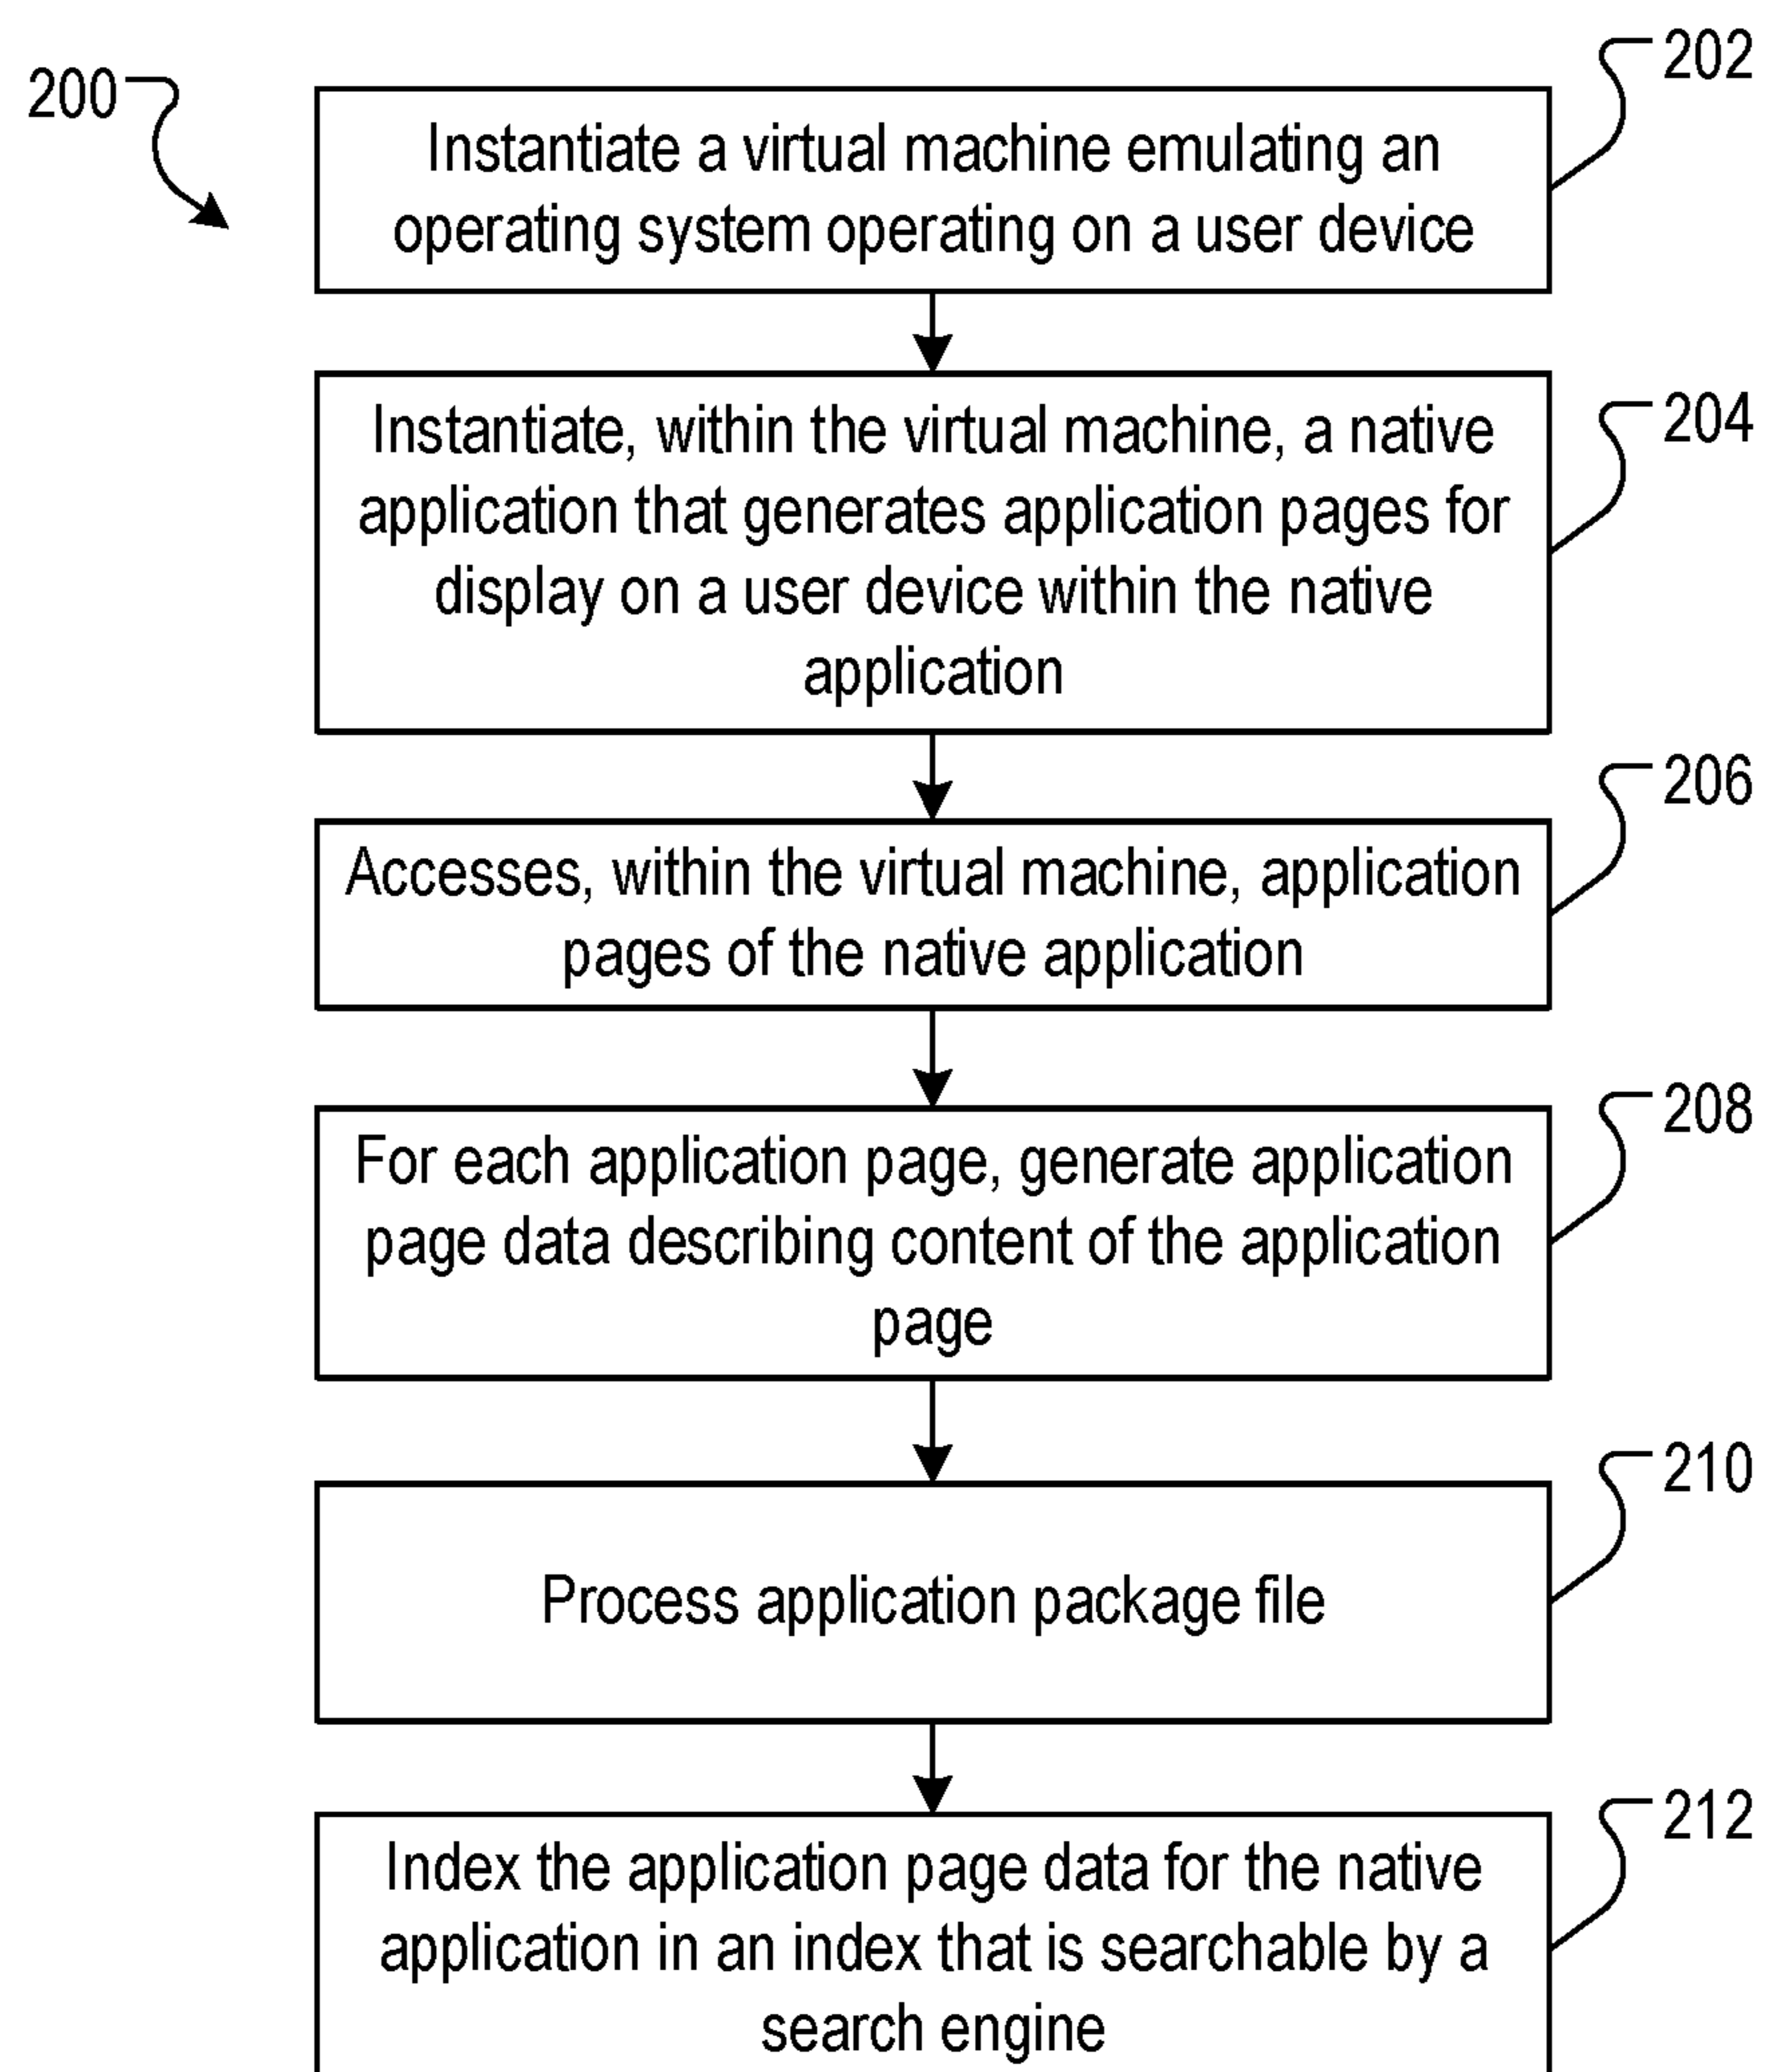 200
202
Instantiate a virtual machine emulating an
operating system operating on a user device
204
Instantiate, within the virtual machine, a native
application that generates application pages for
display on a user device within the native
application
206
Accesses, within the virtual machine, application
pages of the native application
208
For each application page, generate application
page data describing content of the application
page
210
Process application package file
212
Index the application page data for the native
application in an index that is searchable by a
search engine